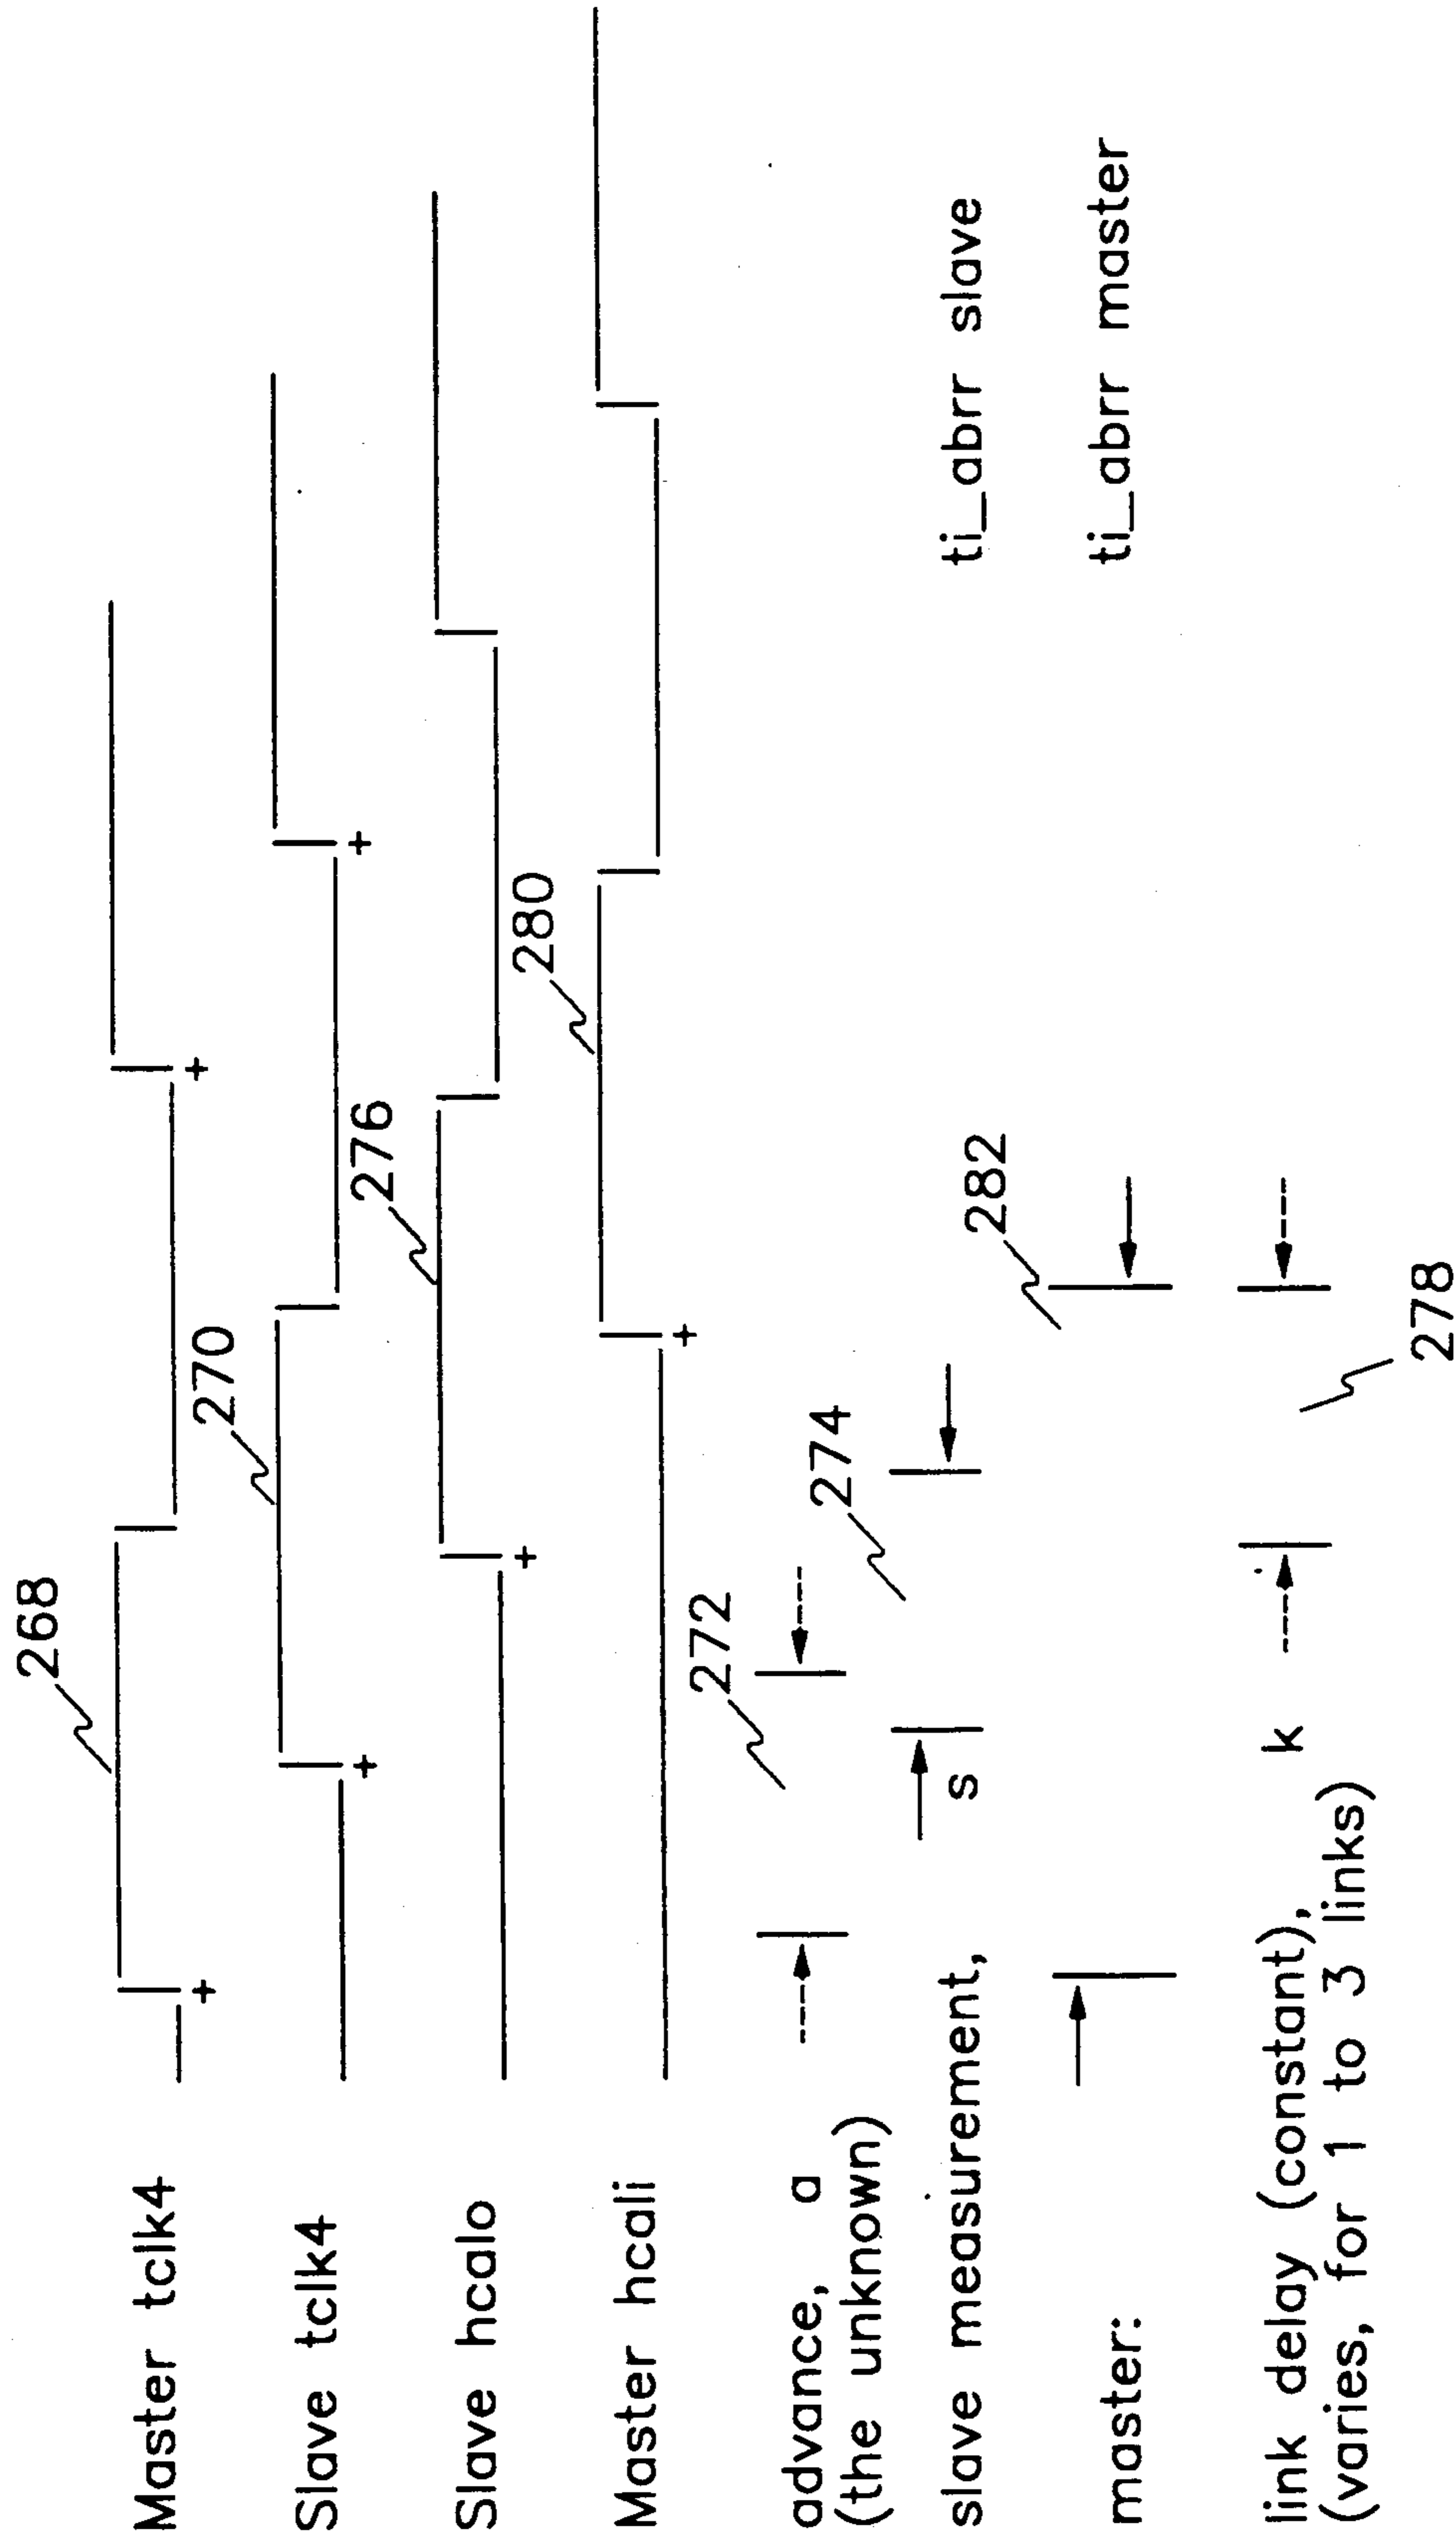 268
Master tclk4
+
+
270
Slave tclk4
+
+
276
Slave hcalo
+
280
Master hcali
+
272
advance, a
(the unknown)
274
slave measurement, s
ti_abrr slave
282
master:
ti_abrr master
link delay (constant), k
(varies, for 1 to 3 links)
278